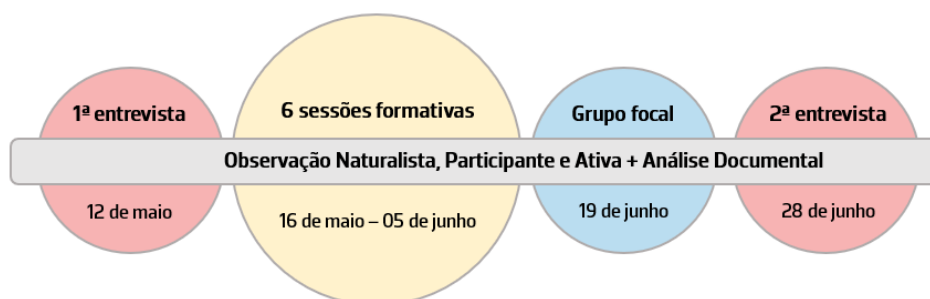 1ª entrevista
6 sessões formativas
Grupo focal
2ª entrevista
Observação Naturalista, Participante e Ativa + Análise Documental
12 de maio
16 de maio – 05 de junho
19 de junho
28 de junho